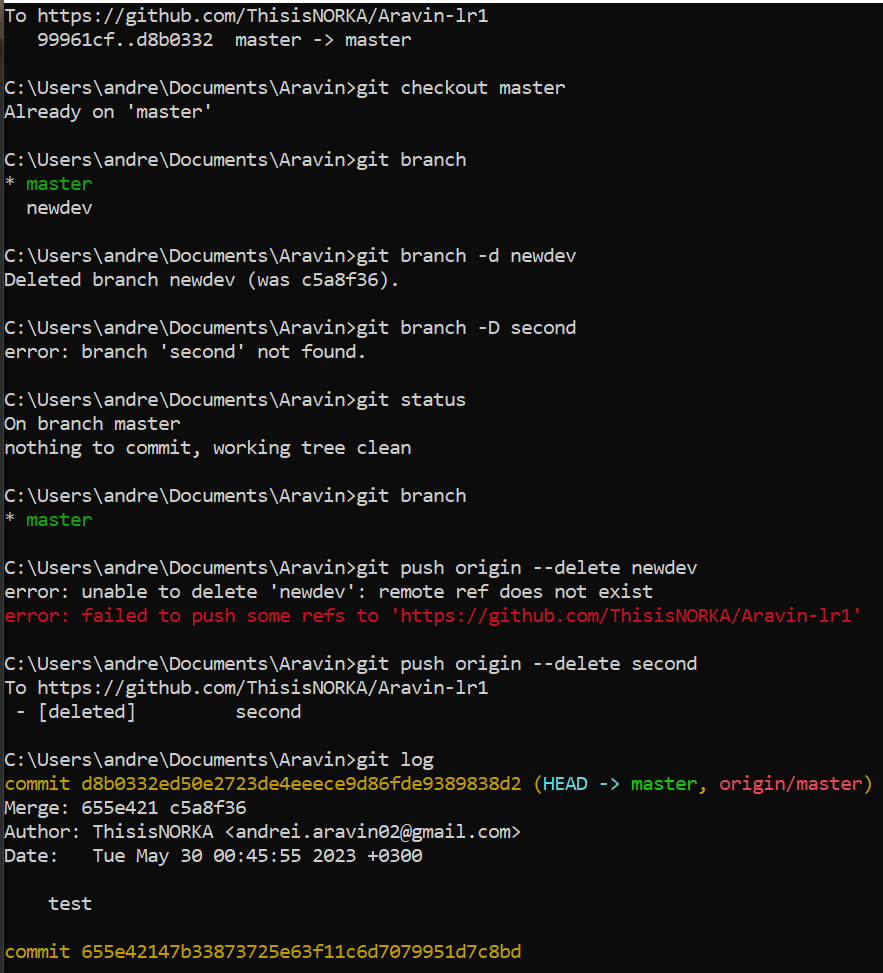 To https://github.com/ThisisNORKA/Aravin-lr1
   99961cf..d8b0332  master -> master
C:\Users\andre\Documents\Aravin>git checkout master
Already on 'master'
C:\Users\andre\Documents\Aravin>git branch
* master
  newdev
C:\Users\andre\Documents\Aravin>git branch -d newdev
Deleted branch newdev (was c5a8f36).
C:\Users\andre\Documents\Aravin>git branch -D second
error: branch 'second' not found.
C:\Users\andre\Documents\Aravin>git status
On branch master
nothing to commit, working tree clean
C:\Users\andre\Documents\Aravin>git branch
* master
C:\Users\andre\Documents\Aravin>git push origin --delete newdev
error: unable to delete 'newdev': remote ref does not exist
error: failed to push some refs to 'https://github.com/ThisisNORKA/Aravin-lr1'
C:\Users\andre\Documents\Aravin>git push origin --delete second
To https://github.com/ThisisNORKA/Aravin-lr1
 - [deleted]         second
C:\Users\andre\Documents\Aravin>git log
commit d8b0332ed50e2723de4eeece9d86fde9389838d2 (HEAD -> master, origin/master)
Merge: 655e421 c5a8f36
Author: ThisisNORKA <andrei.aravin02@gmail.com>
Date:   Tue May 30 00:45:55 2023 +0300
    test
commit 655e42147b33873725e63f11c6d7079951d7c8bd